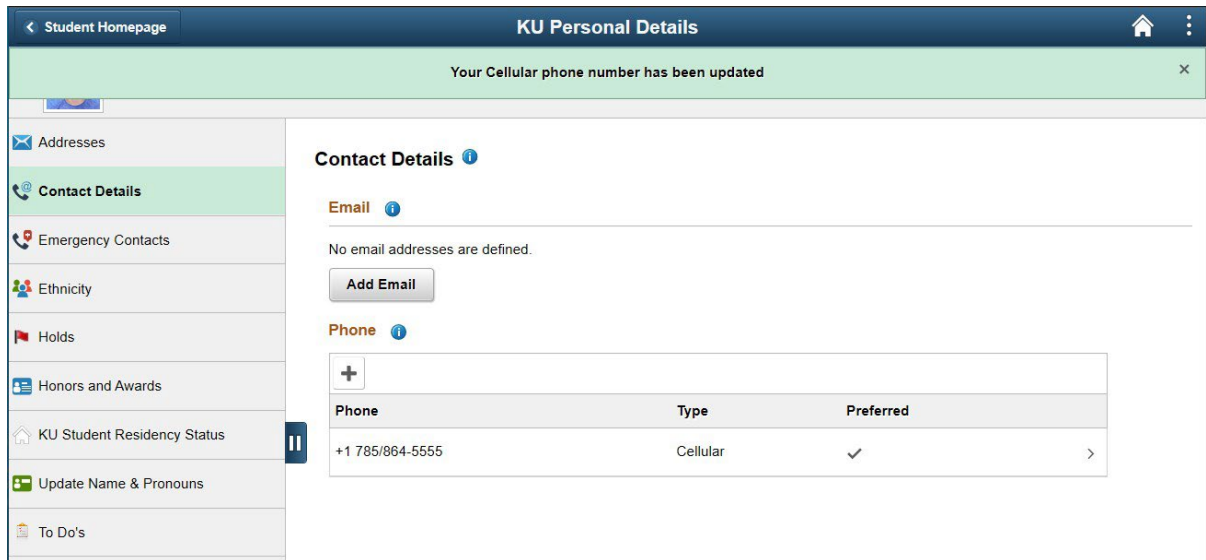 Student Homepage
KU Personal Details
Your Cellular phone number has been updated
Addresses
Contact Details
Emergency Contacts
Ethnicity
Holds
Honors and Awards
KU Student Residency Status
Update Name & Pronouns
To Do's
Contact Details
Email
No email addresses are defined.
Add Email
Phone
Phone Type Preferred
+1 785/864-5555 Cellular